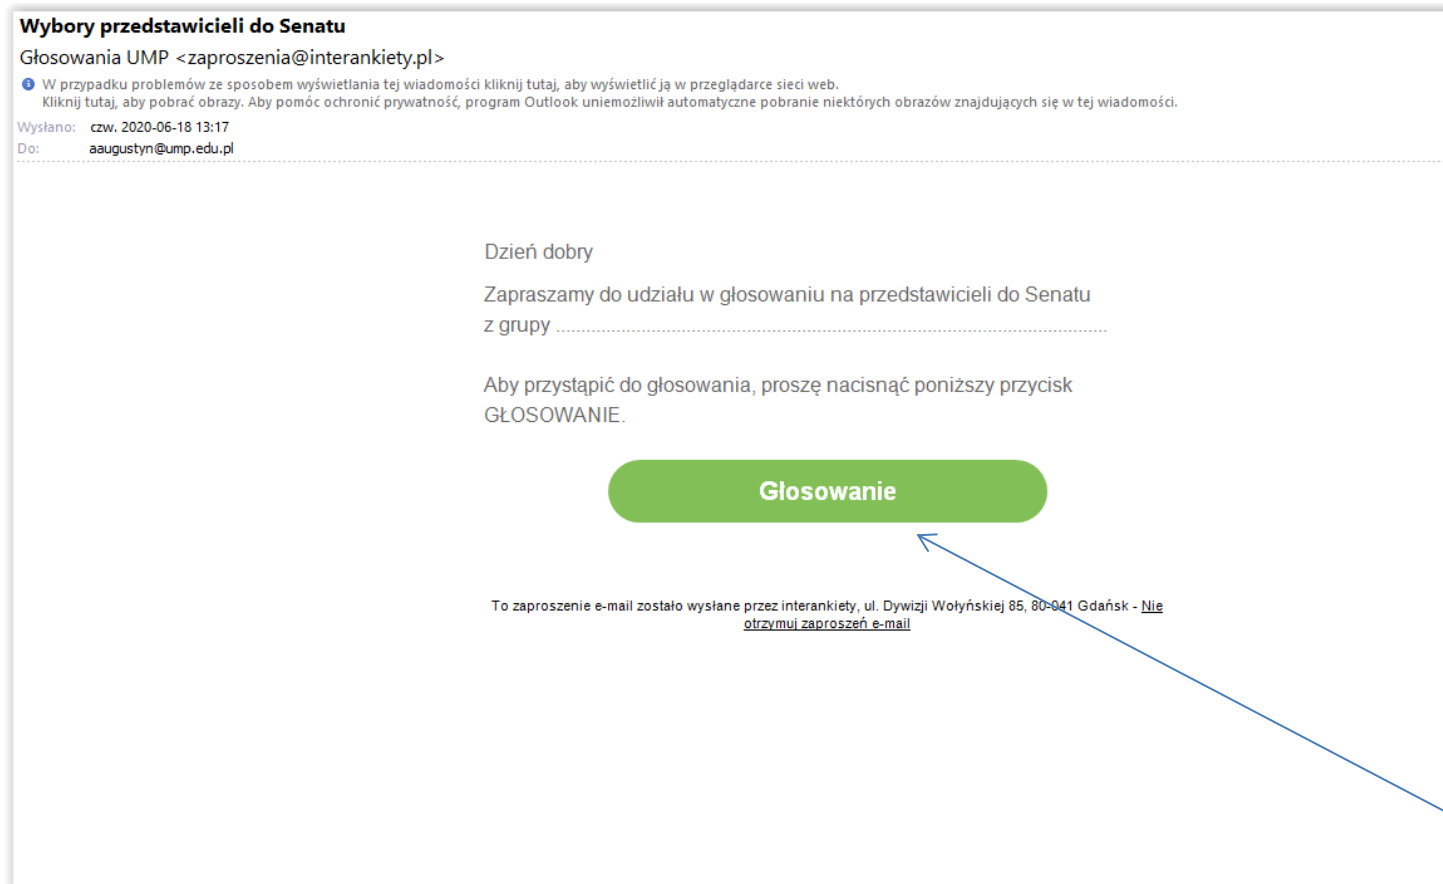 Wybory przedstawicieli do Senatu
Głosowania UMP <zaproszenia@interankiety.pl>
W przypadku problemów ze sposobem wyświetlania tej wiadomości kliknij tutaj, aby wyświetlić ją w przeglądarce sieci web.
Kliknij tutaj, aby pobrać obrazy. Aby pomóc ochronić prywatność, program Outlook uniemożliwił automatyczne pobranie niektórych obrazów znajdujących się w tej wiadomości.
Wysłano: czw. 2020-06-18 13:17
Do: aaugustyn@ump.edu.pl
Dzień dobry
Zapraszamy do udziału w głosowaniu na przedstawicieli do Senatu
z grupy ................................................................................................................
Aby przystąpić do głosowania, proszę nacisnąć poniższy przycisk
GŁOSOWANIE.
Głosowanie
To zaproszenie e-mail zostało wysłane przez interankiety, ul. Dywizji Wołyńskiej 85, 80-041 Gdańsk - Nie
otrzymuj zaproszeń e-mail